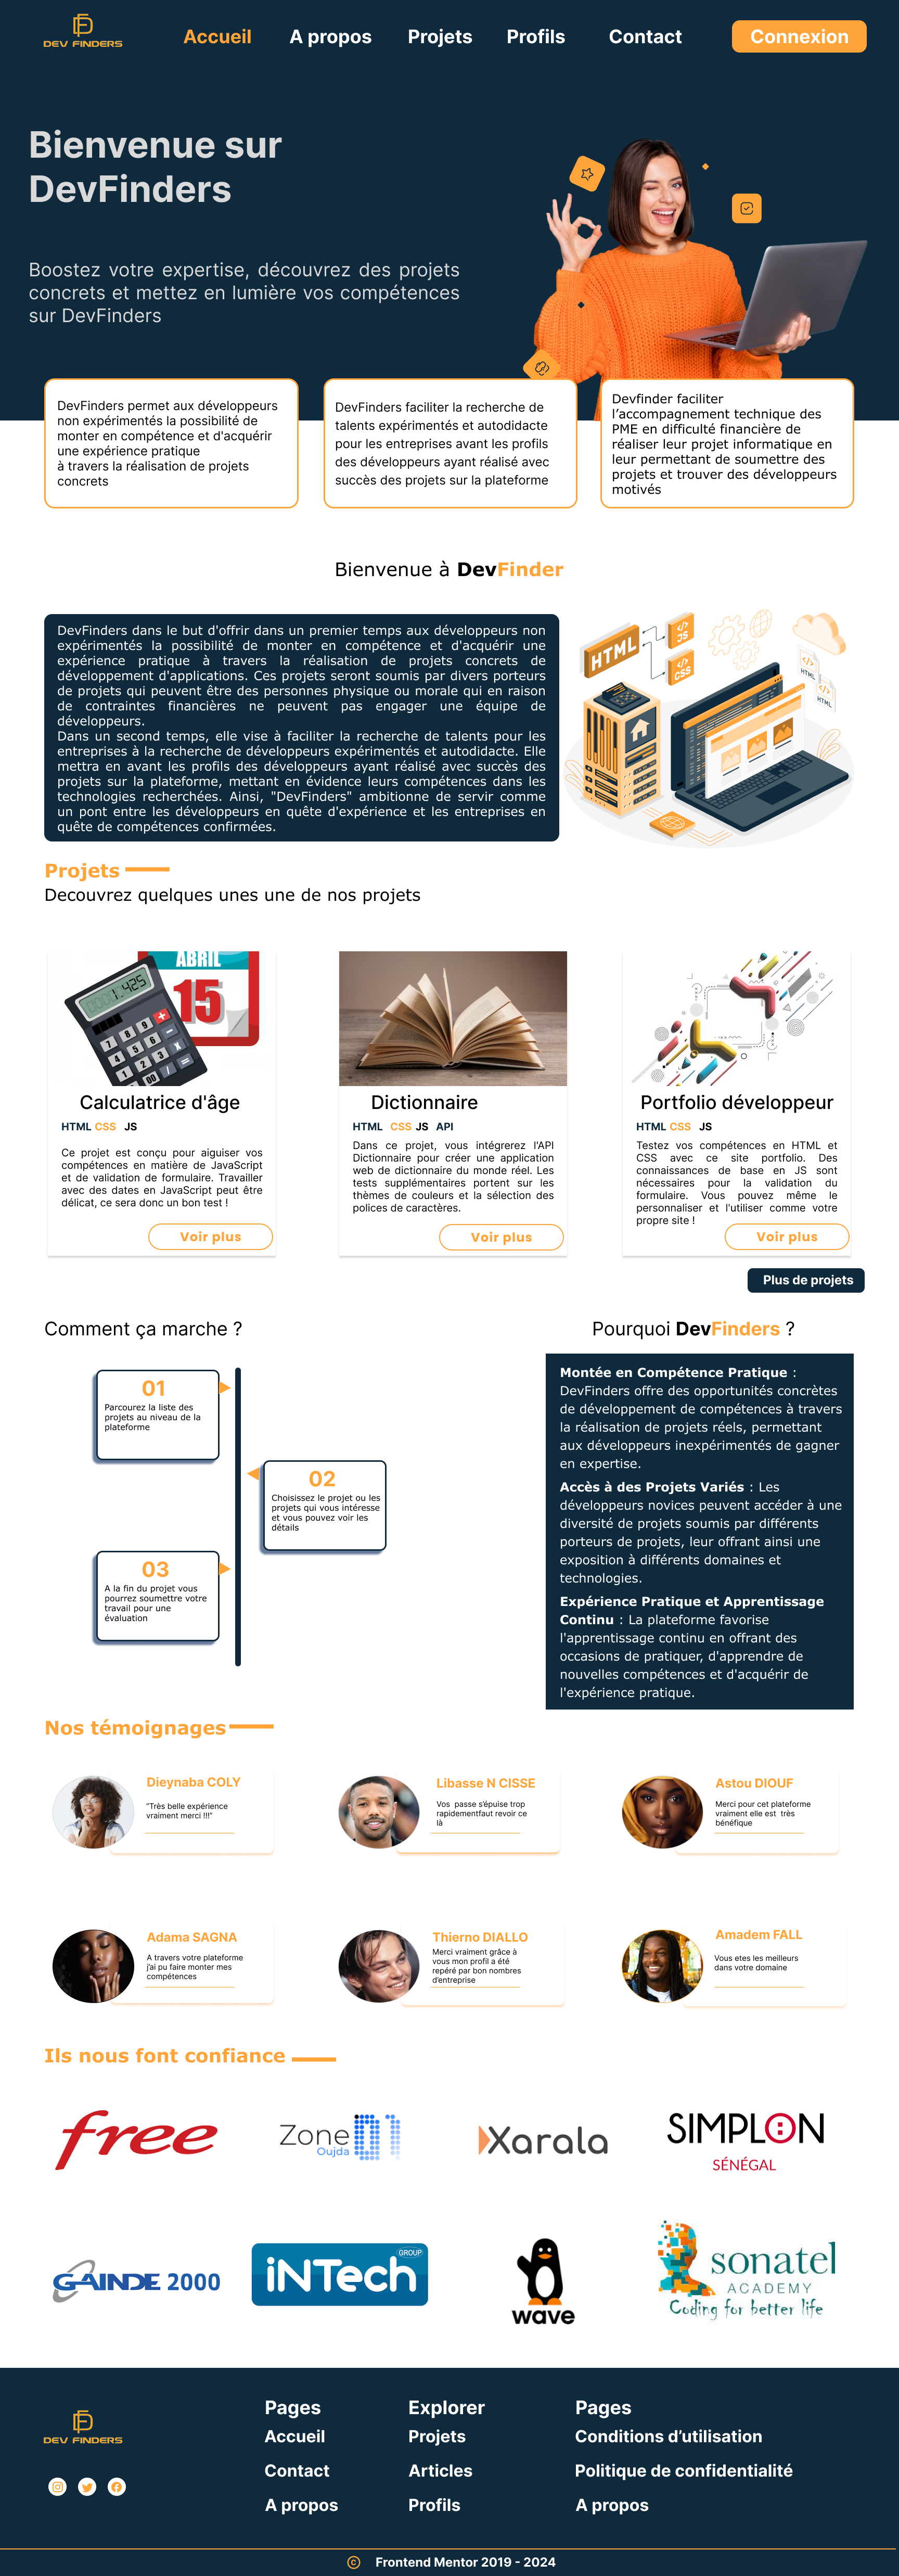 DEV FINDERS
Accueil A propos Projets Profils Contact Connexion
Bienvenue sur
DevFinders
Boostez votre expertise, découvrez des projets
concrets et mettez en lumière vos compétences
sur DevFinders
DevFinders permet aux développeurs
non expérimentés la possibilité de
monter en compétence et d'acquérir
une expérience pratique
à travers la réalisation de projets
concrets
DevFinders faciliter la recherche de
talents expérimentés et autodidacte
pour les entreprises avant les profils
des développeurs ayant réalisé avec
succès des projets sur la plateforme
Devfinder faciliter
l’accompagnement technique des
PME en difficulté financière de
réaliser leur projet informatique en
leur permettant de soumettre des
projets et trouver des développeurs
motivés
Bienvenue à DevFinder
DevFinders dans le but d'offrir dans un premier temps aux développeurs non
expérimentés la possibilité de monter en compétence et d'acquérir une
expérience pratique à travers la réalisation de projets concrets de
développement d'applications. Ces projets seront soumis par divers porteurs
de projets qui peuvent être des personnes physique ou morale qui en raison
de contraintes financières ne peuvent pas engager une équipe de
développeurs.
Dans un second temps, elle vise à faciliter la recherche de talents pour les
entreprises à la recherche de développeurs expérimentés et autodidacte. Elle
mettra en avant les profils des développeurs ayant réalisé avec succès des
projets sur la plateforme, mettant en évidence leurs compétences dans les
technologies recherchées. Ainsi, "DevFinders" ambitionne de servir comme
un pont entre les développeurs en quête d'expérience et les entreprises en
quête de compétences confirmées.
HTML
</>
JS
</>
CSS
</>
HTML
</>
HTML
Projets
Decouvrez quelques unes une de nos projets
ABRIL
15
1.425
Calculatrice d'âge
HTML CSS JS
Ce projet est conçu pour aiguiser vos
compétences en matière de JavaScript
et de validation de formulaire. Travailler
avec des dates en JavaScript peut être
délicat, ce sera donc un bon test !
Voir plus
Dictionnaire
HTML CSS JS API
Dans ce projet, vous intégrerez l'API
Dictionnaire pour créer une application
web de dictionnaire du monde réel. Les
tests supplémentaires portent sur les
thèmes de couleurs et la sélection des
polices de caractères.
Voir plus
Portfolio développeur
HTML CSS JS
Testez vos compétences en HTML et
CSS avec ce site portfolio. Des
connaissances de base en JS sont
nécessaires pour la validation du
formulaire. Vous pouvez même le
personnaliser et l'utiliser comme votre
propre site !
Voir plus
Plus de projets
Comment ça marche ?
01
Parcourez la liste des
projets au niveau de la
plateforme
02
Choisissez le projet ou les
projets qui vous intéresse
et vous pouvez voir les
détails
03
A la fin du projet vous
pourrez soumettre votre
travail pour une
évaluation
Pourquoi DevFinders ?
Montée en Compétence Pratique :
DevFinders offre des opportunités concrètes
de développement de compétences à travers
la réalisation de projets réels, permettant
aux développeurs inexpérimentés de gagner
en expertise.
Accès à des Projets Variés : Les
développeurs novices peuvent accéder à une
diversité de projets soumis par différents
porteurs de projets, leur offrant ainsi une
exposition à différents domaines et
technologies.
Expérience Pratique et Apprentissage
Continu : La plateforme favorise
l'apprentissage continu en offrant des
occasions de pratiquer, d'apprendre de
nouvelles compétences et d'acquérir de
l'expérience pratique.
Nos témoignages
Dieynaba COLY
"Très belle expérience
vraiment merci !!!"
Libasse N CISSE
Vos passe s'épuise trop
rapidementfaut revoir ce
là
Astou DIOUF
Merci pour cet plateforme
vraiment elle est très
bénéfique
Adama SAGNA
A travers votre plateforme
j'ai pu faire monter mes
compétences
Thierno DIALLO
Merci vraiment grâce à
vous mon profil a été
repéré par bon nombres
d'entreprise
Amadem FALL
Vous etes les meilleurs
dans votre domaine
Ils nous font confiance
free
Zone01
Oujda
Xarala
SIMPLON
SÉNÉGAL
GAINDE 2000
GROUP
iNTech
wave
sonatel
ACADEMY
Coding for better life
DEV FINDERS
Pages
Accueil
Contact
A propos
Explorer
Projets
Articles
Profils
Pages
Conditions d’utilisation
Politique de confidentialité
A propos
© Frontend Mentor 2019 - 2024